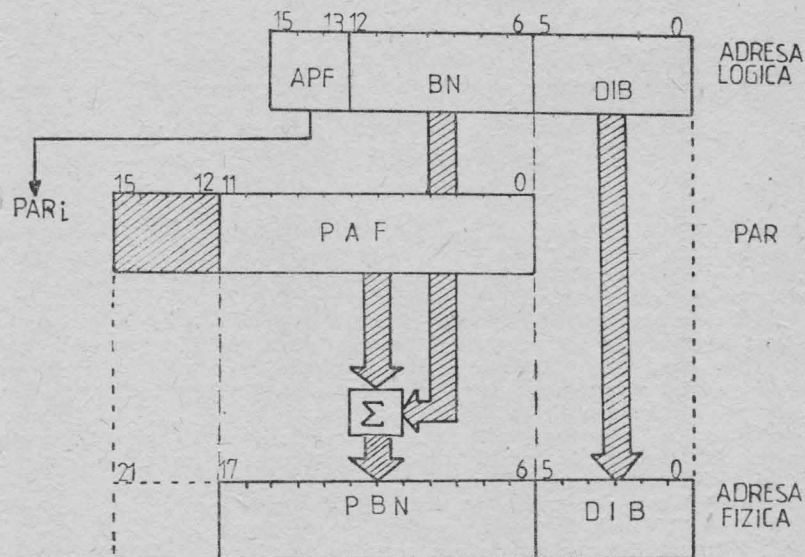 15 13 12 6 5 0
APF BN DIB ADRESA LOGICA
15 12 11 0
PARi PAF PAR
Σ
21 17 6 5 0
PBN DIB ADRESA FIZICA